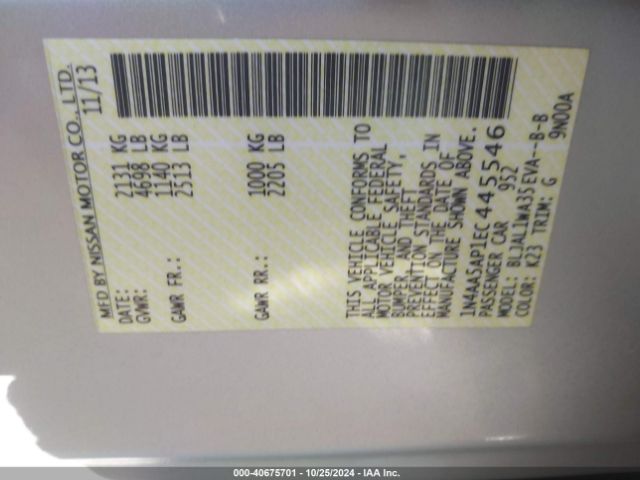 MFD BY NISSAN MOTOR CO., LTD.
DATE: 11/13
GVWR: 2131 KG
4698 LB
GAWR FR.: 1140 KG
2513 LB
GAWR RR.: 1000 KG
2205 LB
THIS VEHICLE CONFORMS TO
ALL APPLICABLE FEDERAL
MOTOR VEHICLE SAFETY,
BUMPER, AND THEFT
PREVENTION STANDARDS IN
EFFECT ON THE DATE OF
MANUFACTURE SHOWN ABOVE.
1N4AA5AP1EC445546
PASSENGER CAR 952
MODEL: BLJAL1WA35EVA--B-B
COLOR: K23 TRIM: G 9N00A
000-40675701 - 10/25/2024 - IAA Inc.